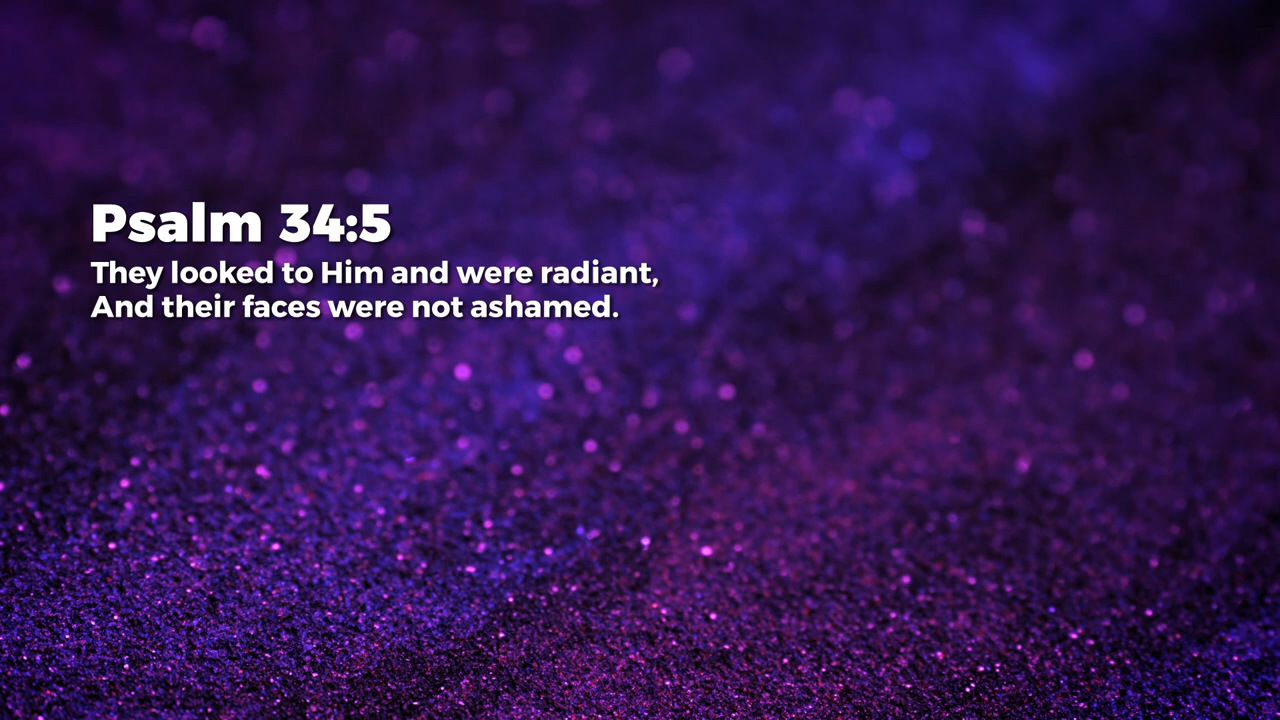 Psalm 34:5
They looked to Him and were radiant,
And their faces were not ashamed.